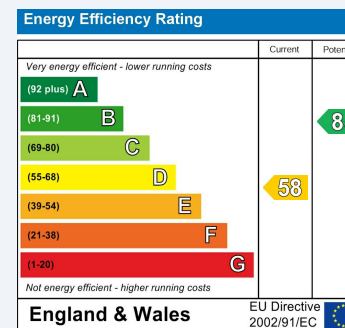 Energy Efficiency Rating
Current
Very energy efficient - lower running costs
(92 plus) A
(81-91) B
(69-80) C
(55-68) D
58
(39-54) E
(21-38) F
(1-20) G
Not energy efficient - higher running costs
England & Wales
EU Directive
2002/91/EC